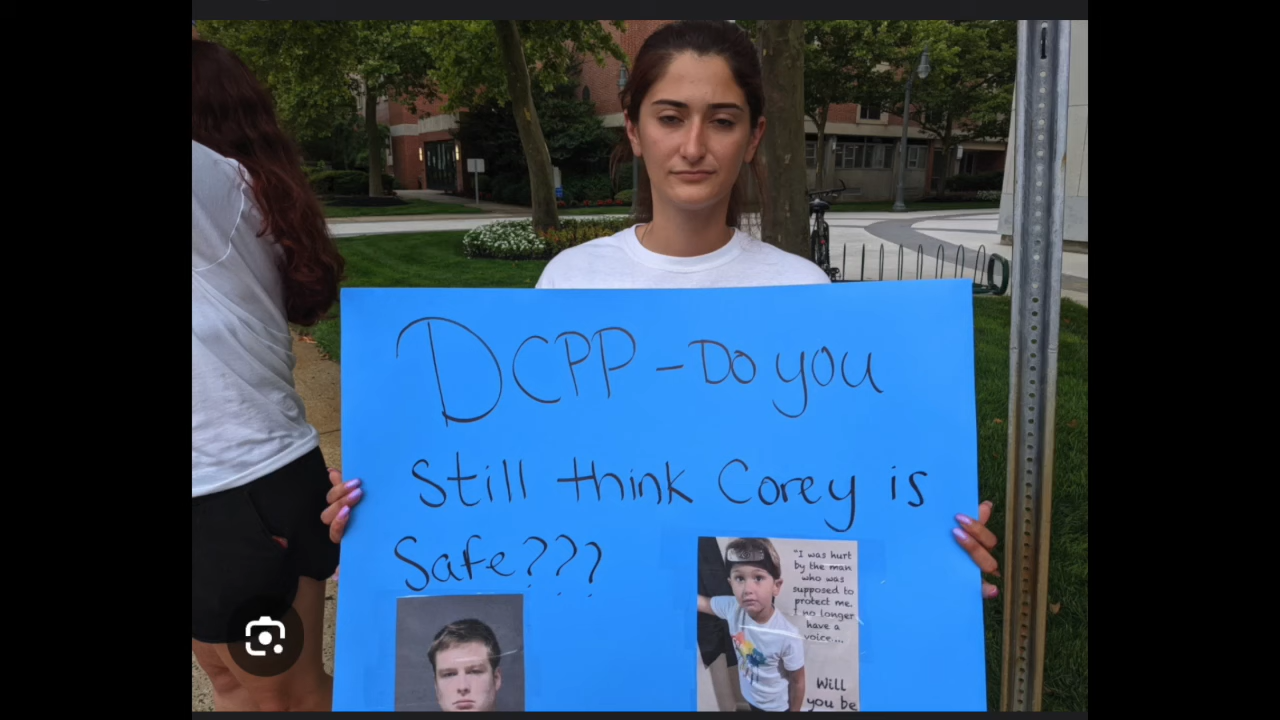 DCPP - Do you
Still think Corey is
Safe???
"I was hurt
by the man
who was
supposed to
protect me.
I no longer
have a
voice....
Will
you be